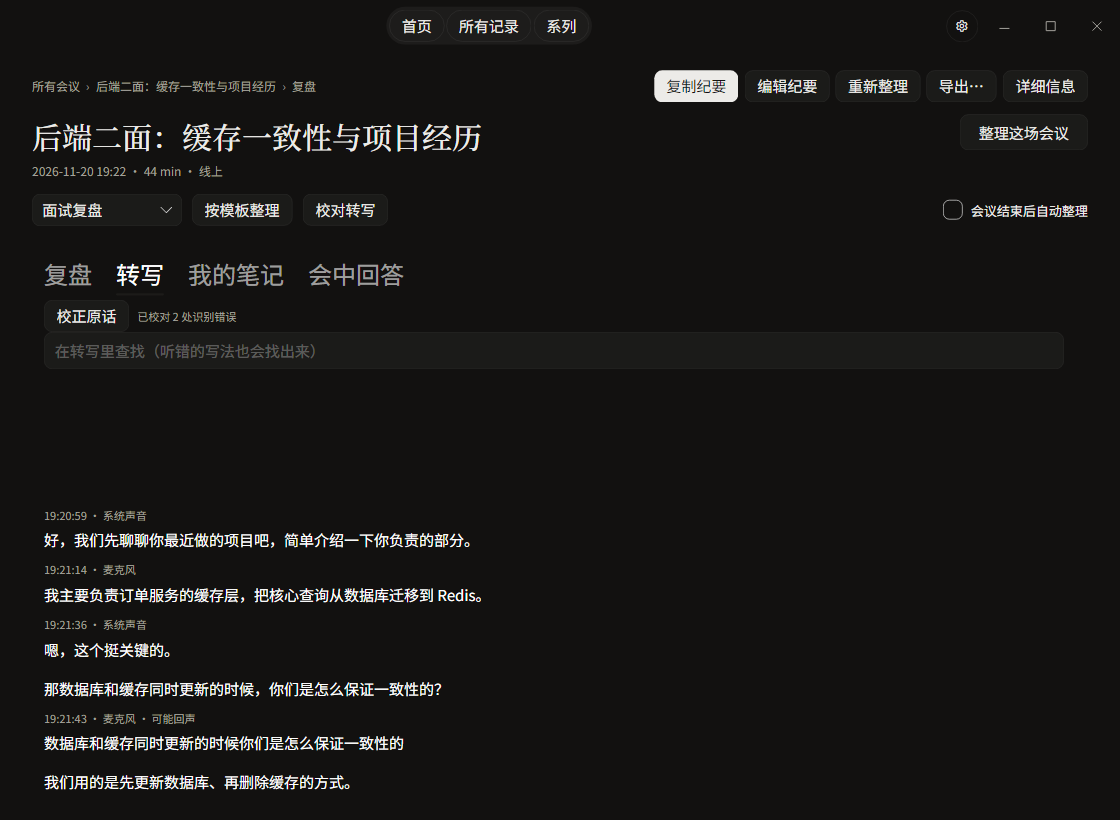 首页 所有记录 系列
所有会议 › 后端二面：缓存一致性与项目经历 › 复盘
复制纪要 编辑纪要 重新整理 导出… 详细信息
后端二面：缓存一致性与项目经历
整理这场会议
2026-11-20 19:22 · 44 min · 线上
面试复盘 按模板整理 校对转写
会议结束后自动整理
复盘 转写 我的笔记 会中回答
校正原话 已校对 2 处识别错误
在转写里查找（听错的写法也会找出来）
19:20:59 · 系统声音
好，我们先聊聊你最近做的项目吧，简单介绍一下你负责的部分。
19:21:14 · 麦克风
我主要负责订单服务的缓存层，把核心查询从数据库迁移到 Redis。
19:21:36 · 系统声音
嗯，这个挺关键的。
那数据库和缓存同时更新的时候，你们是怎么保证一致性的？
19:21:43 · 麦克风 · 可能回声
数据库和缓存同时更新的时候你们是怎么保证一致性的
我们用的是先更新数据库、再删除缓存的方式。